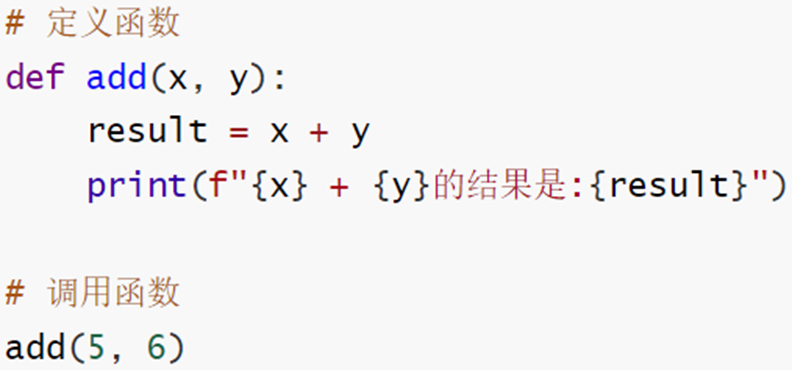 # 定义函数
def add(x, y):
    result = x + y
    print(f"{x} + {y}的结果是:{result}")
# 调用函数
add(5, 6)